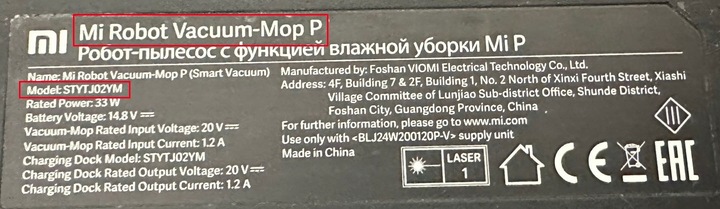 mi Mi Robot Vacuum-Mop P
Робот-пылесос с функцией влажной уборки Mi P
Name: Mi Robot Vacuum-Mop P (Smart Vacuum)
Model: STYTJ02YM
Rated Power: 33 W
Battery Voltage: 14.8 V⎓
Vacuum-Mop Rated Input Voltage: 20 V⎓
Vacuum-Mop Rated Input Current: 1.2 A
Charging Dock Model: STYTJ02YM
Charging Dock Rated Output Voltage: 20 V⎓
Charging Dock Rated Output Current: 1.2 A
Manufactured by: Foshan VIOMI Electrical Technology Co., Ltd.
Address: 4F, Building 7 & 2F, Building 1, No. 2 North of Xinxi Fourth Street, Xiashi
Village Committee of Lunjiao Sub-district Office, Shunde District,
Foshan City, Guangdong Province, China
For further information, please go to www.mi.com
Use only with <BLJ24W200120P-V> supply unit
Made in China
LASER
1
III
CE
EAC